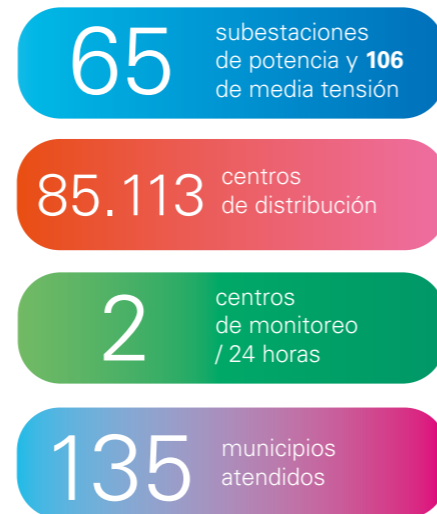 65
subestaciones
de potencia y 106
de media tensión
85.113
centros
de distribución
2
centros
de monitoreo
/ 24 horas
135
municipios
atendidos